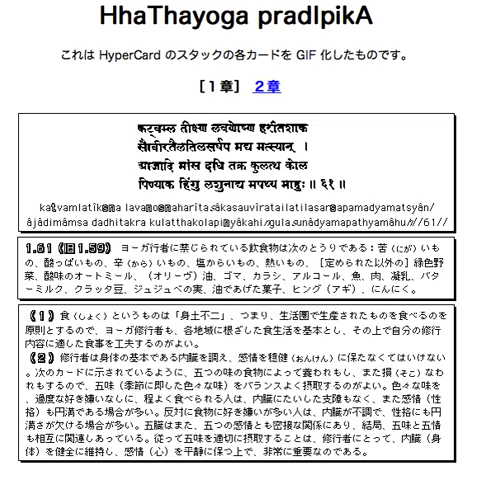 HhaThayoga pradIpikA
これは HyperCard のスタックの各カードを GIF 化したものです。
[ 1 章 ] 2 章
कट्वम्ल तीक्ष्ण लवणोष्ण हरीतशाक
सौवीरतैलतिलसर्षप मद्य मत्स्यान् ।
आजादि मांस दधि तक्र कुलत्थ कोल
पिण्याक हिंगु लशुनाद्य मपथ्य माहुः ॥ ६१ ॥
1.61 (旧1.59) ヨーガ行者に禁じられている飲食物は次のとうりである：苦(にが)いも
の、酸っぱいもの、辛(から)いもの、塩からいもの、熱いもの、［定められた以外の］緑色野
菜、酸味のオートミール、（オリーヴ）油、ゴマ、カラシ、アルコール、魚、肉、凝乳、バタ
ーミルク、クラッタ豆、ジュジュベの実、油であげた菓子、ヒング（アギ）、にんにく。
《1》食(しょく)というものは「身土不二」、つまり、生活圏で生産されたものを食べるのを
原則とするので、ヨーガ修行者も、各地域に根ざした食生活を基本とし、その上で自分の修行
内容に適した食事を工夫するのがよい。
《2》修行者は身体の基本である内臓を調え、感情を穏健(おんけん)に保たなくてはいけない
。次のカードに示されているように、五つの味の食物によって養われもし、また損(そこ)なわ
れもするので、五味（季節に即した色々な味）をバランスよく摂取するのがよい。色々な味を
、過度な好き嫌いなしに、程よく食べられる人は、内臓にたいした支障もなく、また感情（性
格）も円満である場合が多い。反対に食物に好き嫌いが多い人は、内臓が不調で、性格にも円
満さが欠ける場合が多い。五臓はまた、五つの感情とも密接な関係にあり、結局、五味と五情
も相互に関連しあっている。従って五味を適切に摂取することは、修行者にとって、内臓（身
体）を健全に維持し、感情（心）を平静に保つ上で、非常に重要なのである。